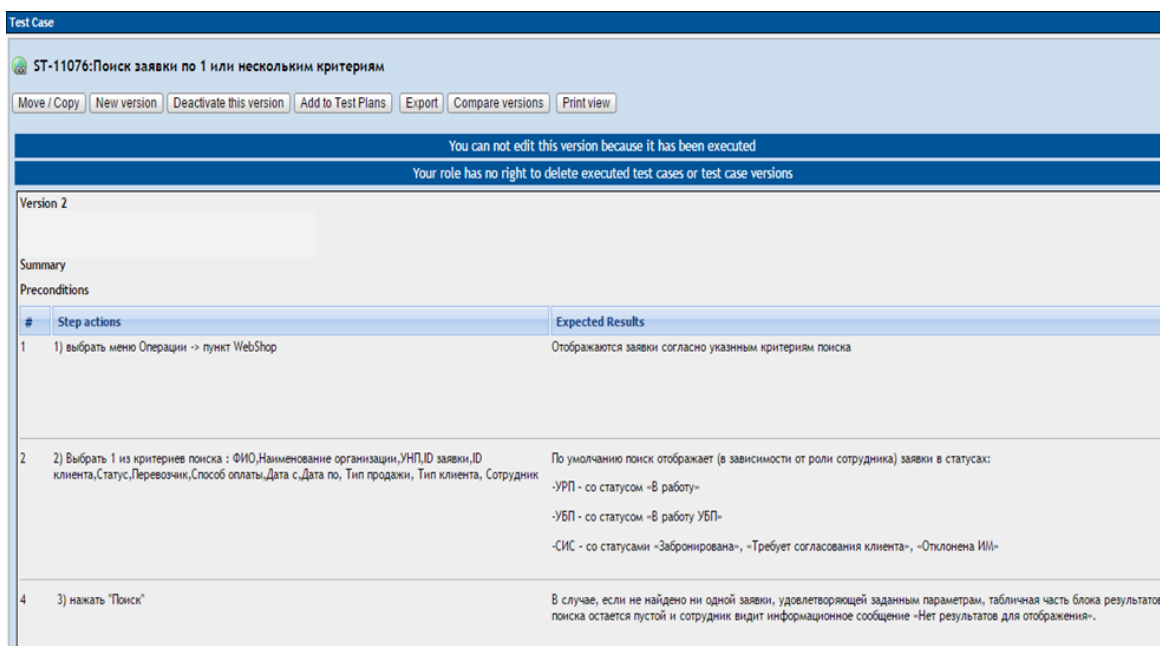 Test Case
ST-11076:Поиск заявки по 1 или нескольким критериям
Move / Copy New version Deactivate this version Add to Test Plans Export Compare versions Print view
You can not edit this version because it has been executed
Your role has no right to delete executed test cases or test case versions
Version 2
Summary
Preconditions
# Step actions Expected Results
1 1) выбрать меню Операции -> пункт WebShop Отображаются заявки согласно указнным критериям поиска
2 2) Выбрать 1 из критериев поиска : ФИО,Наименование организации,УНП,ID заявки,ID
клиента,Статус,Перевозчик,Способ оплаты,Дата с,Дата по, Тип продажи, Тип клиента, Сотрудник
По умолчанию поиск отображает (в зависимости от роли сотрудника) заявки в статусах:
-УРП - со статусом «В работу»
-УБП - со статусом «В работу УБП»
-СИС - со статусами «Забронирована», «Требует согласования клиента», «Отклонена ИМ»
4 3) нажать "Поиск" В случае, если не найдено ни одной заявки, удовлетворяющей заданным параметрам, табличная часть блока результатов
поиска остается пустой и сотрудник видит информационное сообщение «Нет результатов для отображения».